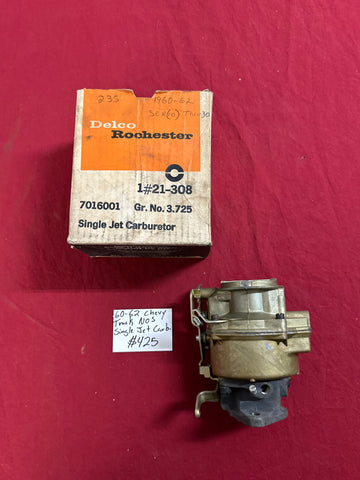 235 1960-62
Delco
Rochester
1#21-308
7016001 Gr. No. 3.725
Single Jet Carburetor
60-62 Chevy
Truck NOS
Single Jet Carb.
#425